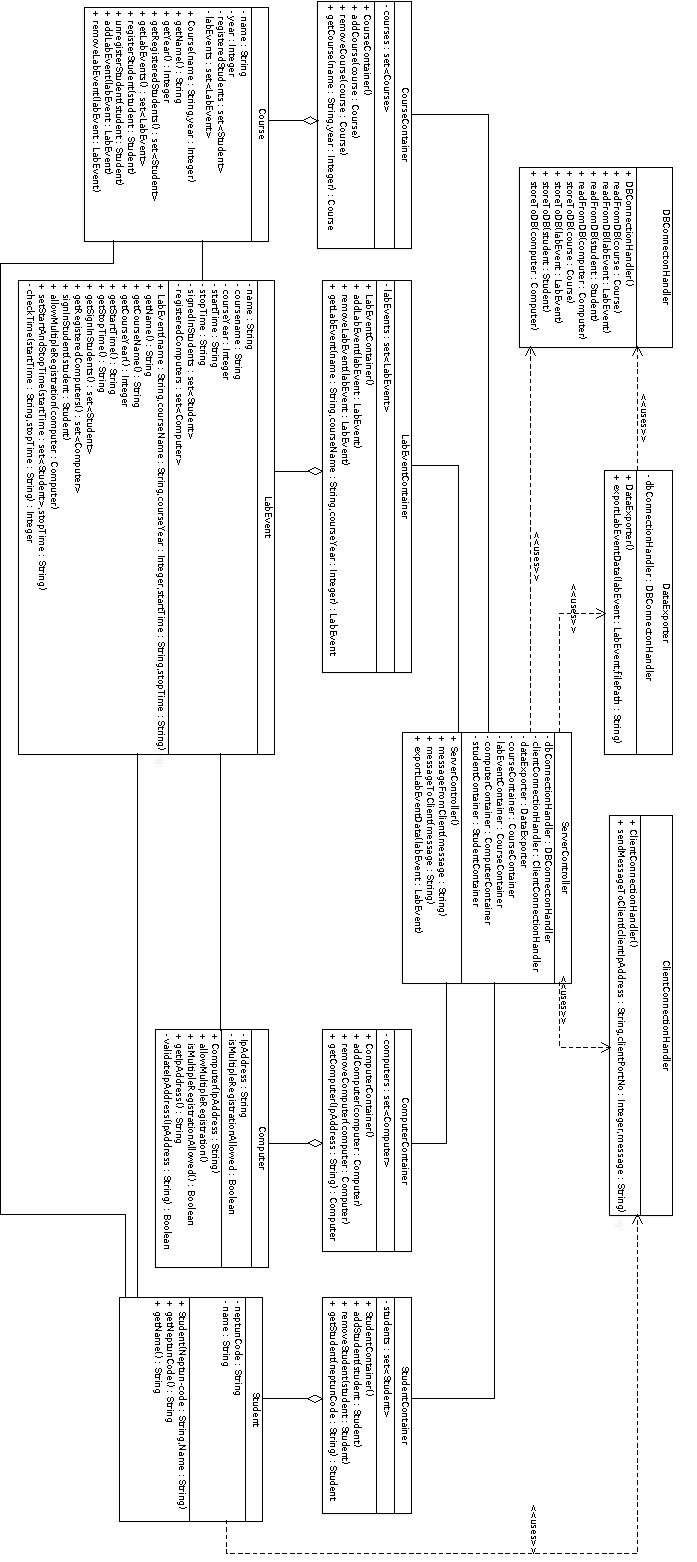 DBConnectonHandler
+ DBConnectionHandler()
+ readFromDB(course : Course)
+ readFromDB(labEvent : LabEvent)
+ readFromDB(student : Student)
+ readFromDB(computer : Computer)
+ storeToDB(course : Course)
+ storeToDB(labEvent : LabEvent)
+ storeToDB(student : Student)
+ storeToDB(computer : Computer)
<<uses>>
DataExporter
- dbConnectionHandler : DBConnectonHandler
+ DataExporter()
+ exportLabEventData(labEvent : LabEvent,filePath : String)
ClientConnectionHandler
+ ClientConnectionHandler()
+ sendMessageToClient(clientIpAddress : String,clientPortNo : Integer,message : String)
<<uses>>
<<uses>>
<<uses>>
<<uses>>
ServerController
- dbConnectionHandler : DBConnectonHandler
- clientConnectionHandler : ClientConnectionHandler
- dataExporter : DataExporter
- courseContainer : CourseContainer
- labEventContainer : CourseContainer
- computerContainer : ComputerContainer
- studentContainer : StudentContainer
+ ServerController()
+ messageFromClient(message : String)
+ messageToClient(message : String)
+ exportLabEventData(labEvent : LabEvent)
CourseContainer
- courses : set<Course>
+ CourseContainer()
+ addCourse(course : Course)
+ removeCourse(course : Course)
+ getCourse(name : String,year : Integer) : Course
LabEventContainer
- labEvents : set<LabEvent>
+ LabEventContainer()
+ addLabEvent(labEvent : LabEvent)
+ removeLabEvent(labEvent : LabEvent)
+ getLabEvent(name : String,courseName : String,courseYear : Integer) : LabEvent
ComputerContainer
- computers : set<Computer>
+ ComputerContainer()
+ addComputer(computer : Computer)
+ removeComputer(computer : Computer)
+ getComputer(IpAddress : String) : Computer
StudentContainer
- students : set<Student>
+ StudentContainer()
+ addStudent(student : Student)
+ removeStudent(student : Student)
+ getStudent(neptunCode : String) : Student
Course
- name : String
- year : Integer
- registeredStudents : set<Student>
- labEvents : set<LabEvent>
+ Course(name : String,year : Integer)
+ getName() : String
+ getYear() : Integer
+ getRegisteredStudents() : set<Student>
+ getLabEvents() : set<LabEvent>
+ registerStudent(student : Student)
+ unregisterStudent(student : Student)
+ addLabEvent(labEvent : LabEvent)
+ removeLabEvent(labEvent : LabEvent)
LabEvent
- name : String
- coursename : String
- courseYear : Integer
- startTime : String
- stopTime : String
- signedInStudents : set<Student>
- registeredComputers : set<Computer>
+ LabEvent(name : String,courseName : String,courseYear : Integer,startTime : String,stopTime : String)
+ getName() : String
+ getCourseName() : String
+ getCourseYear() : Integer
+ getStartTime() : String
+ getStopTime() : String
+ getSignInStudents() : set<Student>
+ getRegisteredComputers() : set<Computer>
+ signInStudent(student : Student)
+ allowMultipleRegistration(computer : Computer)
+ setStartAndStopTime(startTime : set<Student>,stopTime : String)
- checkTime(startTime : String,stopTime : String) : Integer
Computer
- IpAddress : String
- isMultipleRegistrationAllowed : Boolean
+ Computer(IpAddress : String)
+ allowMultipleRegistration()
+ isMultipleRegistrationAllowed() : Boolean
+ getIpAddress() : String
- validateIpAddress(IpAddress : String) : Boolean
Student
- neptunCode : String
- name : String
+ Student(Neptun-code : String,Name : String)
+ getNeptunCode() : String
+ getName() : String